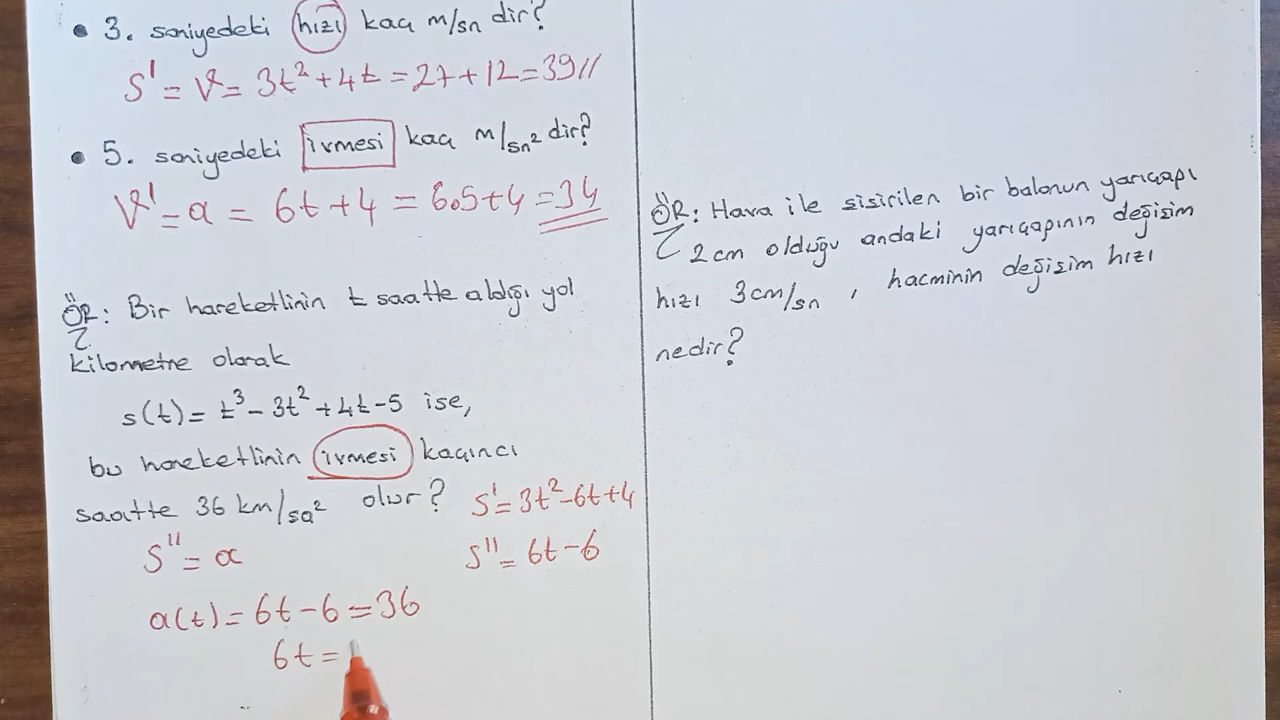 • 3. saniyedeki hızı kaç m/sn dir?
S' = V = 3t² + 4t = 27 + 12 = 39 //
• 5. saniyedeki ivmesi kaç m/sn² dir?
V' = a = 6t + 4 = 6.5 + 4 = 34
ÖR: Bir hareketlinin t saatte aldığı yol
kilometre olarak
s(t) = t³ - 3t² + 4t - 5 ise,
bu hareketlinin ivmesi kaçıncı
saatte 36 km/sa² olur?
S' = 3t² - 6t + 4
S'' = a
S'' = 6t - 6
a(t) = 6t - 6 = 36
6t =
ÖR: Hava ile şişirilen bir balonun yarıçapı
2 cm olduğu andaki yarıçapının değişim
hızı 3 cm/sn , hacminin değişim hızı
nedir?